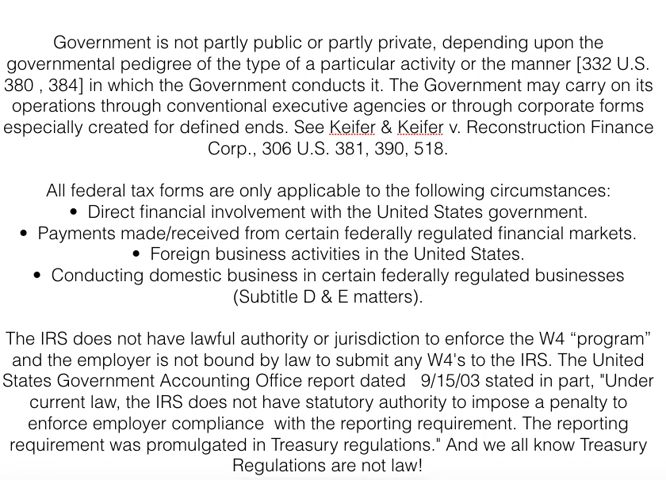 Government is not partly public or partly private, depending upon the
governmental pedigree of the type of a particular activity or the manner [332 U.S.
380 , 384] in which the Government conducts it. The Government may carry on its
operations through conventional executive agencies or through corporate forms
especially created for defined ends. See Keifer & Keifer v. Reconstruction Finance
Corp., 306 U.S. 381, 390, 518.
All federal tax forms are only applicable to the following circumstances:
• Direct financial involvement with the United States government.
• Payments made/received from certain federally regulated financial markets.
• Foreign business activities in the United States.
• Conducting domestic business in certain federally regulated businesses
(Subtitle D & E matters).
The IRS does not have lawful authority or jurisdiction to enforce the W4 “program”
and the employer is not bound by law to submit any W4's to the IRS. The United
States Government Accounting Office report dated   9/15/03 stated in part, "Under
current law, the IRS does not have statutory authority to impose a penalty to
enforce employer compliance  with the reporting requirement. The reporting
requirement was promulgated in Treasury regulations." And we all know Treasury
Regulations are not law!